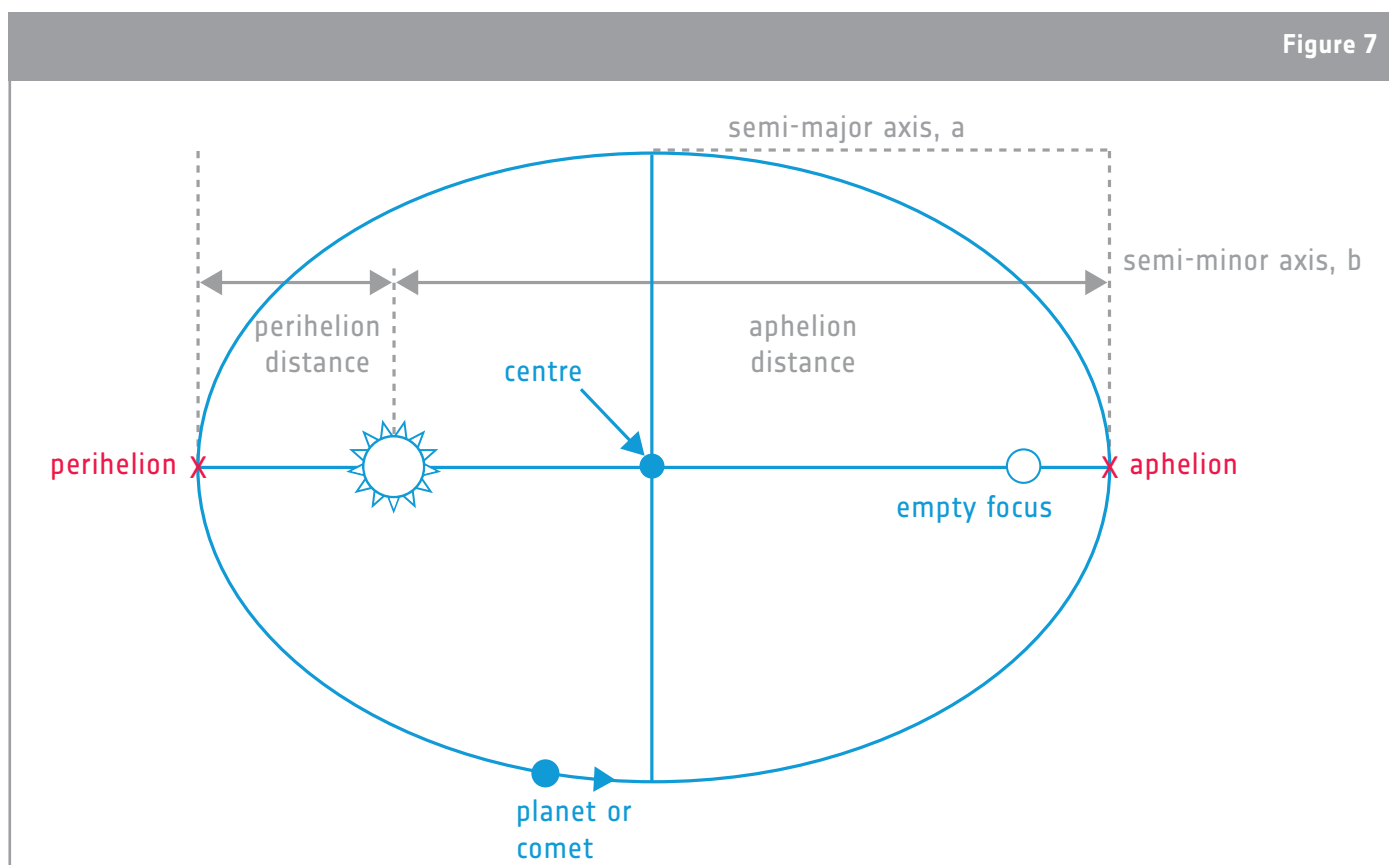 Figure 7
semi-major axis, a
semi-minor axis, b
perihelion
distance
aphelion
distance
centre
perihelion X
X aphelion
empty focus
planet or
comet